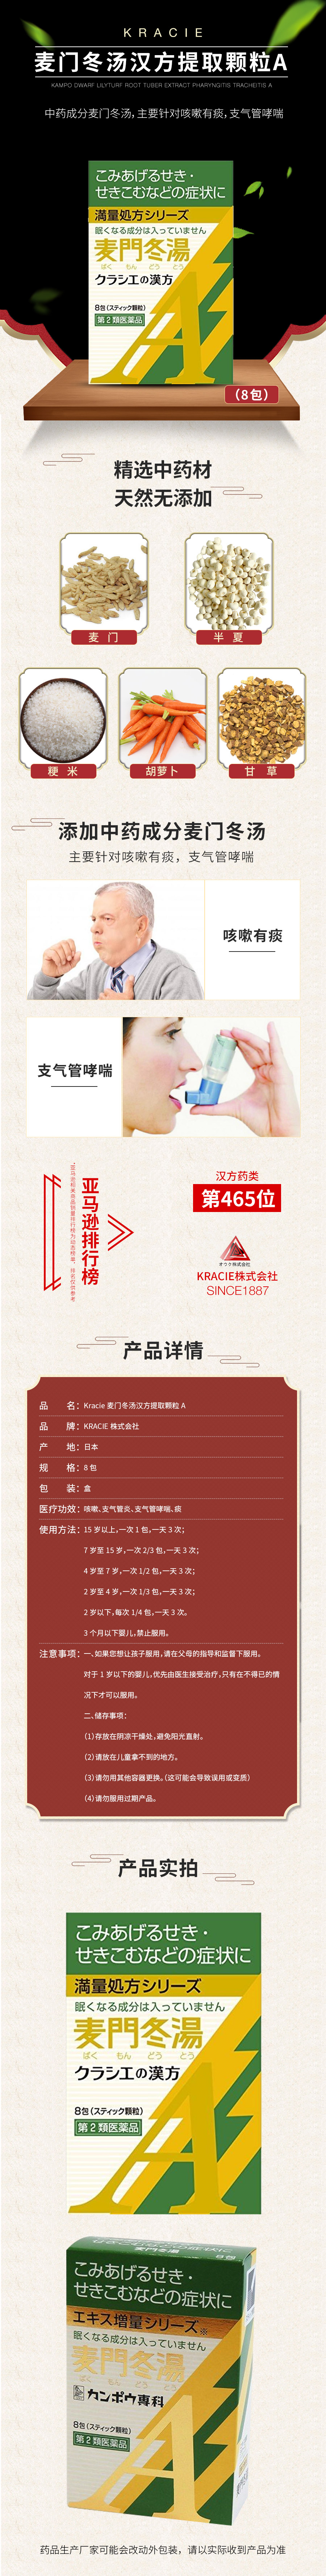 KRACIE
麦门冬汤汉方提取颗粒A
KAMPO DWARF LILYTURF ROOT TUBER EXTRACT PHARYNGITIS TRACHEITIS A
中药成分麦门冬汤,主要针对咳嗽有痰,支气管哮喘
こみあげるせき・
せきこむなどの症状に
満量処方シリーズ
眠くなる成分は入っていません
麦門冬湯
ばく もん どう とう
クラシエの漢方
8包(スティック顆粒)
第2類医薬品
A
(8包)
精选中药材
天然无添加
麦 门
半 夏
粳 米
胡萝卜
甘 草
添加中药成分麦门冬汤
主要针对咳嗽有痰，支气管哮喘
咳嗽有痰
支气管哮喘
亚马逊排行榜
汉方药类
第465位
KRACIE株式会社
SINCE1887
产品详情
品 名：Kracie 麦门冬汤汉方提取颗粒 A
品 牌：KRACIE 株式会社
产 地：日本
规 格：8 包
包 装：盒
医疗功效：咳嗽、支气管炎、支气管哮喘、痰
使用方法：15 岁以上,一次 1 包,一天 3 次；
7 岁至 15 岁,一次 2/3 包,一天 3 次；
4 岁至 7 岁,一次 1/2 包,一天 3 次；
2 岁至 4 岁,一次 1/3 包,一天 3 次；
2 岁以下,每次 1/4 包,一天 3 次。
3 个月以下婴儿,禁止服用。
注意事项：一、如果您想让孩子服用,请在父母的指导和监督下服用。
对于 1 岁以下的婴儿,优先由医生接受治疗,只有在不得已的情
况下才可以服用。
二、储存事项：
(1)存放在阴凉干燥处,避免阳光直射。
(2)请放在儿童拿不到的地方。
(3)请勿用其他容器更换。(这可能会导致误用或变质)
(4)请勿服用过期产品。
产品实拍
こみあげるせき・
せきこむなどの症状に
満量処方シリーズ
眠くなる成分は入っていません
麦門冬湯
ばく もん どう とう
クラシエの漢方
8包(スティック顆粒)
第2類医薬品
A
麦門冬湯
8包
こみあげるせき・
せきこむなどの症状に
エキス増量シリーズ※
眠くなる成分は入っていません
麦門冬湯
カンポウ専科
8包(スティック顆粒)
第2類医薬品
A
药品生产厂家可能会改动外包装，请以实际收到产品为准